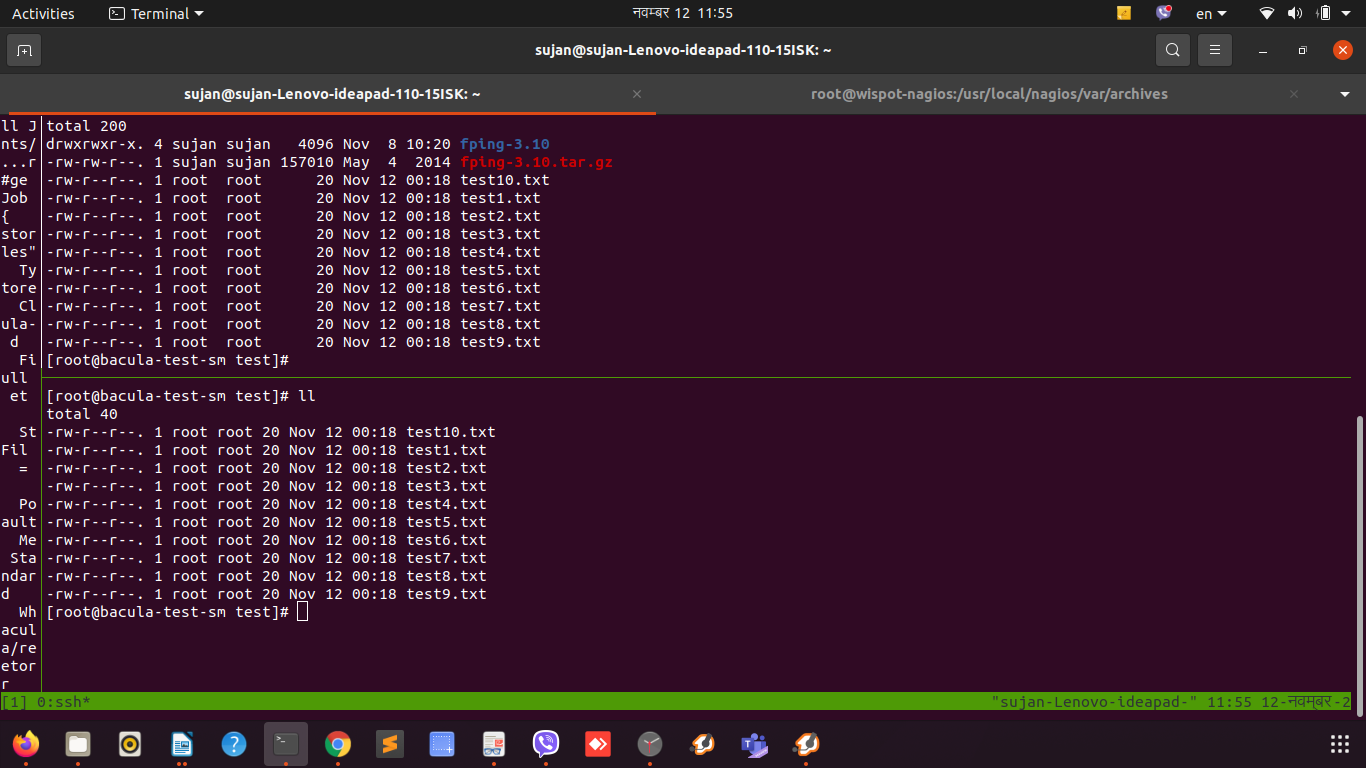 Activities
Terminal
नवम्बर 12 11:55
en
sujan@sujan-Lenovo-ideapad-110-15ISK: ~
sujan@sujan-Lenovo-ideapad-110-15ISK: ~
root@wispot-nagios:/usr/local/nagios/var/archives
ll J
nts/
...r
#ge
Job
{
stor
les"
Ty
tore
Cl
ula-
d
Fi
ull
et
St
Fil
=
Po
ault
Me
Sta
ndar
d
Wh
acul
a/re
etor
r
total 200
drwxrwxr-x. 4 sujan sujan 4096 Nov 8 10:20 fping-3.10
-rw-rw-r--. 1 sujan sujan 157010 May 4 2014 fping-3.10.tar.gz
-rw-r--r--. 1 root root 20 Nov 12 00:18 test10.txt
-rw-r--r--. 1 root root 20 Nov 12 00:18 test1.txt
-rw-r--r--. 1 root root 20 Nov 12 00:18 test2.txt
-rw-r--r--. 1 root root 20 Nov 12 00:18 test3.txt
-rw-r--r--. 1 root root 20 Nov 12 00:18 test4.txt
-rw-r--r--. 1 root root 20 Nov 12 00:18 test5.txt
-rw-r--r--. 1 root root 20 Nov 12 00:18 test6.txt
-rw-r--r--. 1 root root 20 Nov 12 00:18 test7.txt
-rw-r--r--. 1 root root 20 Nov 12 00:18 test8.txt
-rw-r--r--. 1 root root 20 Nov 12 00:18 test9.txt
[root@bacula-test-sm test]#
[root@bacula-test-sm test]# ll
total 40
-rw-r--r--. 1 root root 20 Nov 12 00:18 test10.txt
-rw-r--r--. 1 root root 20 Nov 12 00:18 test1.txt
-rw-r--r--. 1 root root 20 Nov 12 00:18 test2.txt
-rw-r--r--. 1 root root 20 Nov 12 00:18 test3.txt
-rw-r--r--. 1 root root 20 Nov 12 00:18 test4.txt
-rw-r--r--. 1 root root 20 Nov 12 00:18 test5.txt
-rw-r--r--. 1 root root 20 Nov 12 00:18 test6.txt
-rw-r--r--. 1 root root 20 Nov 12 00:18 test7.txt
-rw-r--r--. 1 root root 20 Nov 12 00:18 test8.txt
-rw-r--r--. 1 root root 20 Nov 12 00:18 test9.txt
[root@bacula-test-sm test]#
[1] 0:ssh*
"sujan-Lenovo-ideapad-" 11:55 12-नवम्बर-2